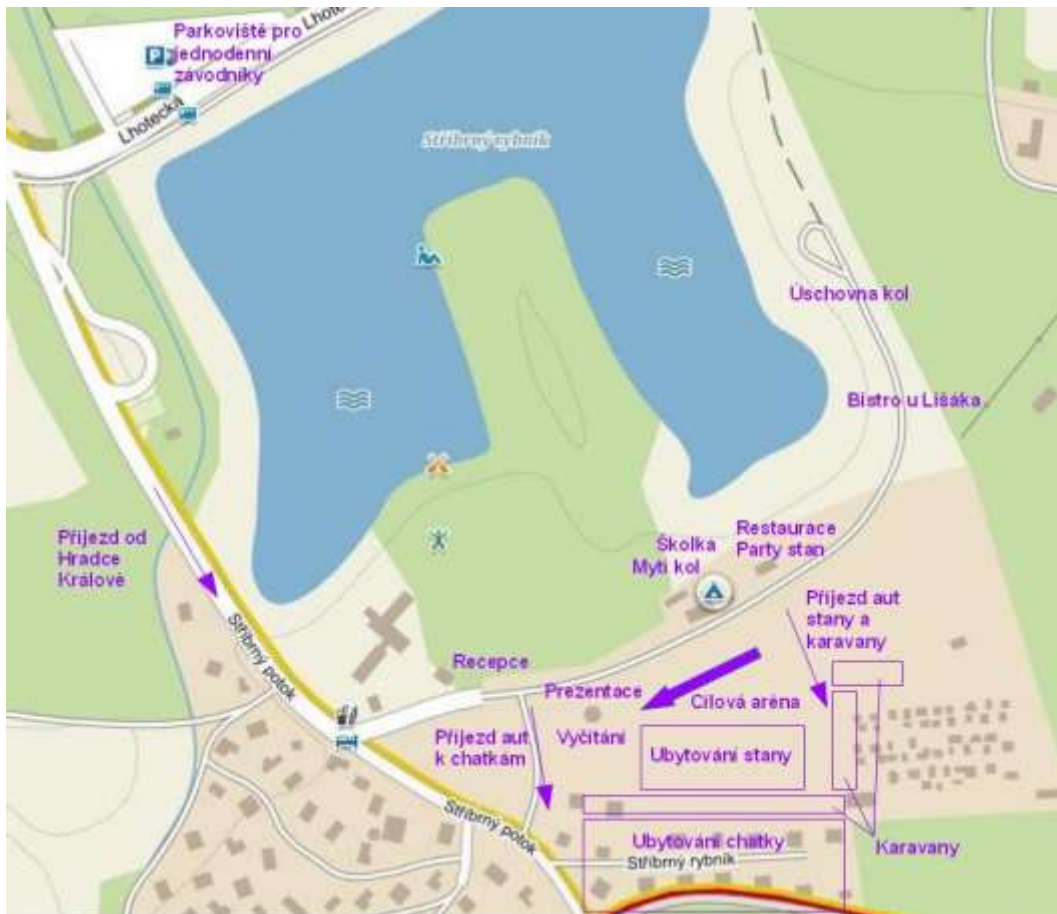 Lhotecká
Parkoviště pro
jednodenní
závodníky
P
Lhotecká
Stříbrný rybník
Úschovna kol
Bistro u Lišáka
Příjezd od
Hradce
Králové
Školka
Mytí kol
Restaurace
Party stan
Příjezd aut
stany a
karavany
Stříbrný potok
Recepce
Prezentace
Cílová aréna
Vyčítání
Příjezd aut
k chatkám
Ubytování stany
Stříbrný potok
Ubytování chatky
Stříbrný rybník
Karavany